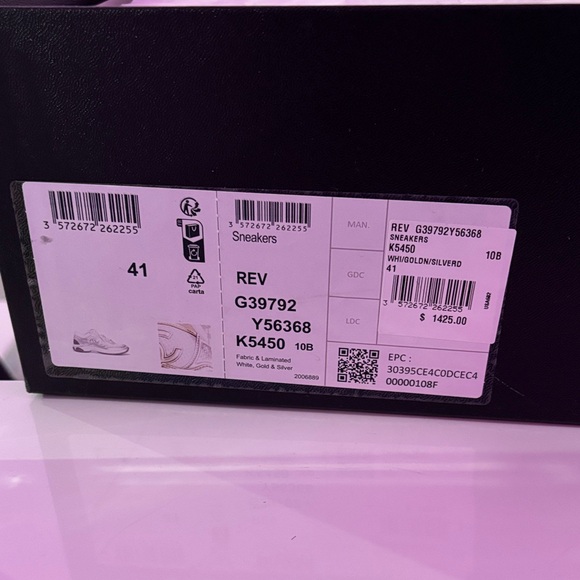 3 572672 262255
41
21
PAP
carta
3 572672 262255
Sneakers
REV
G39792
Y56368
K5450 10B
Fabric & Laminated
White, Gold & Silver
2006889
MAN.
GDC
LDC
REV G39792Y56368
SNEAKERS
K5450 10B
WHI/GOLDN/SILVERD
41
3 572672 262255
$ 1425.00
EPC :
30395CE4C0DCEC4
00000108F